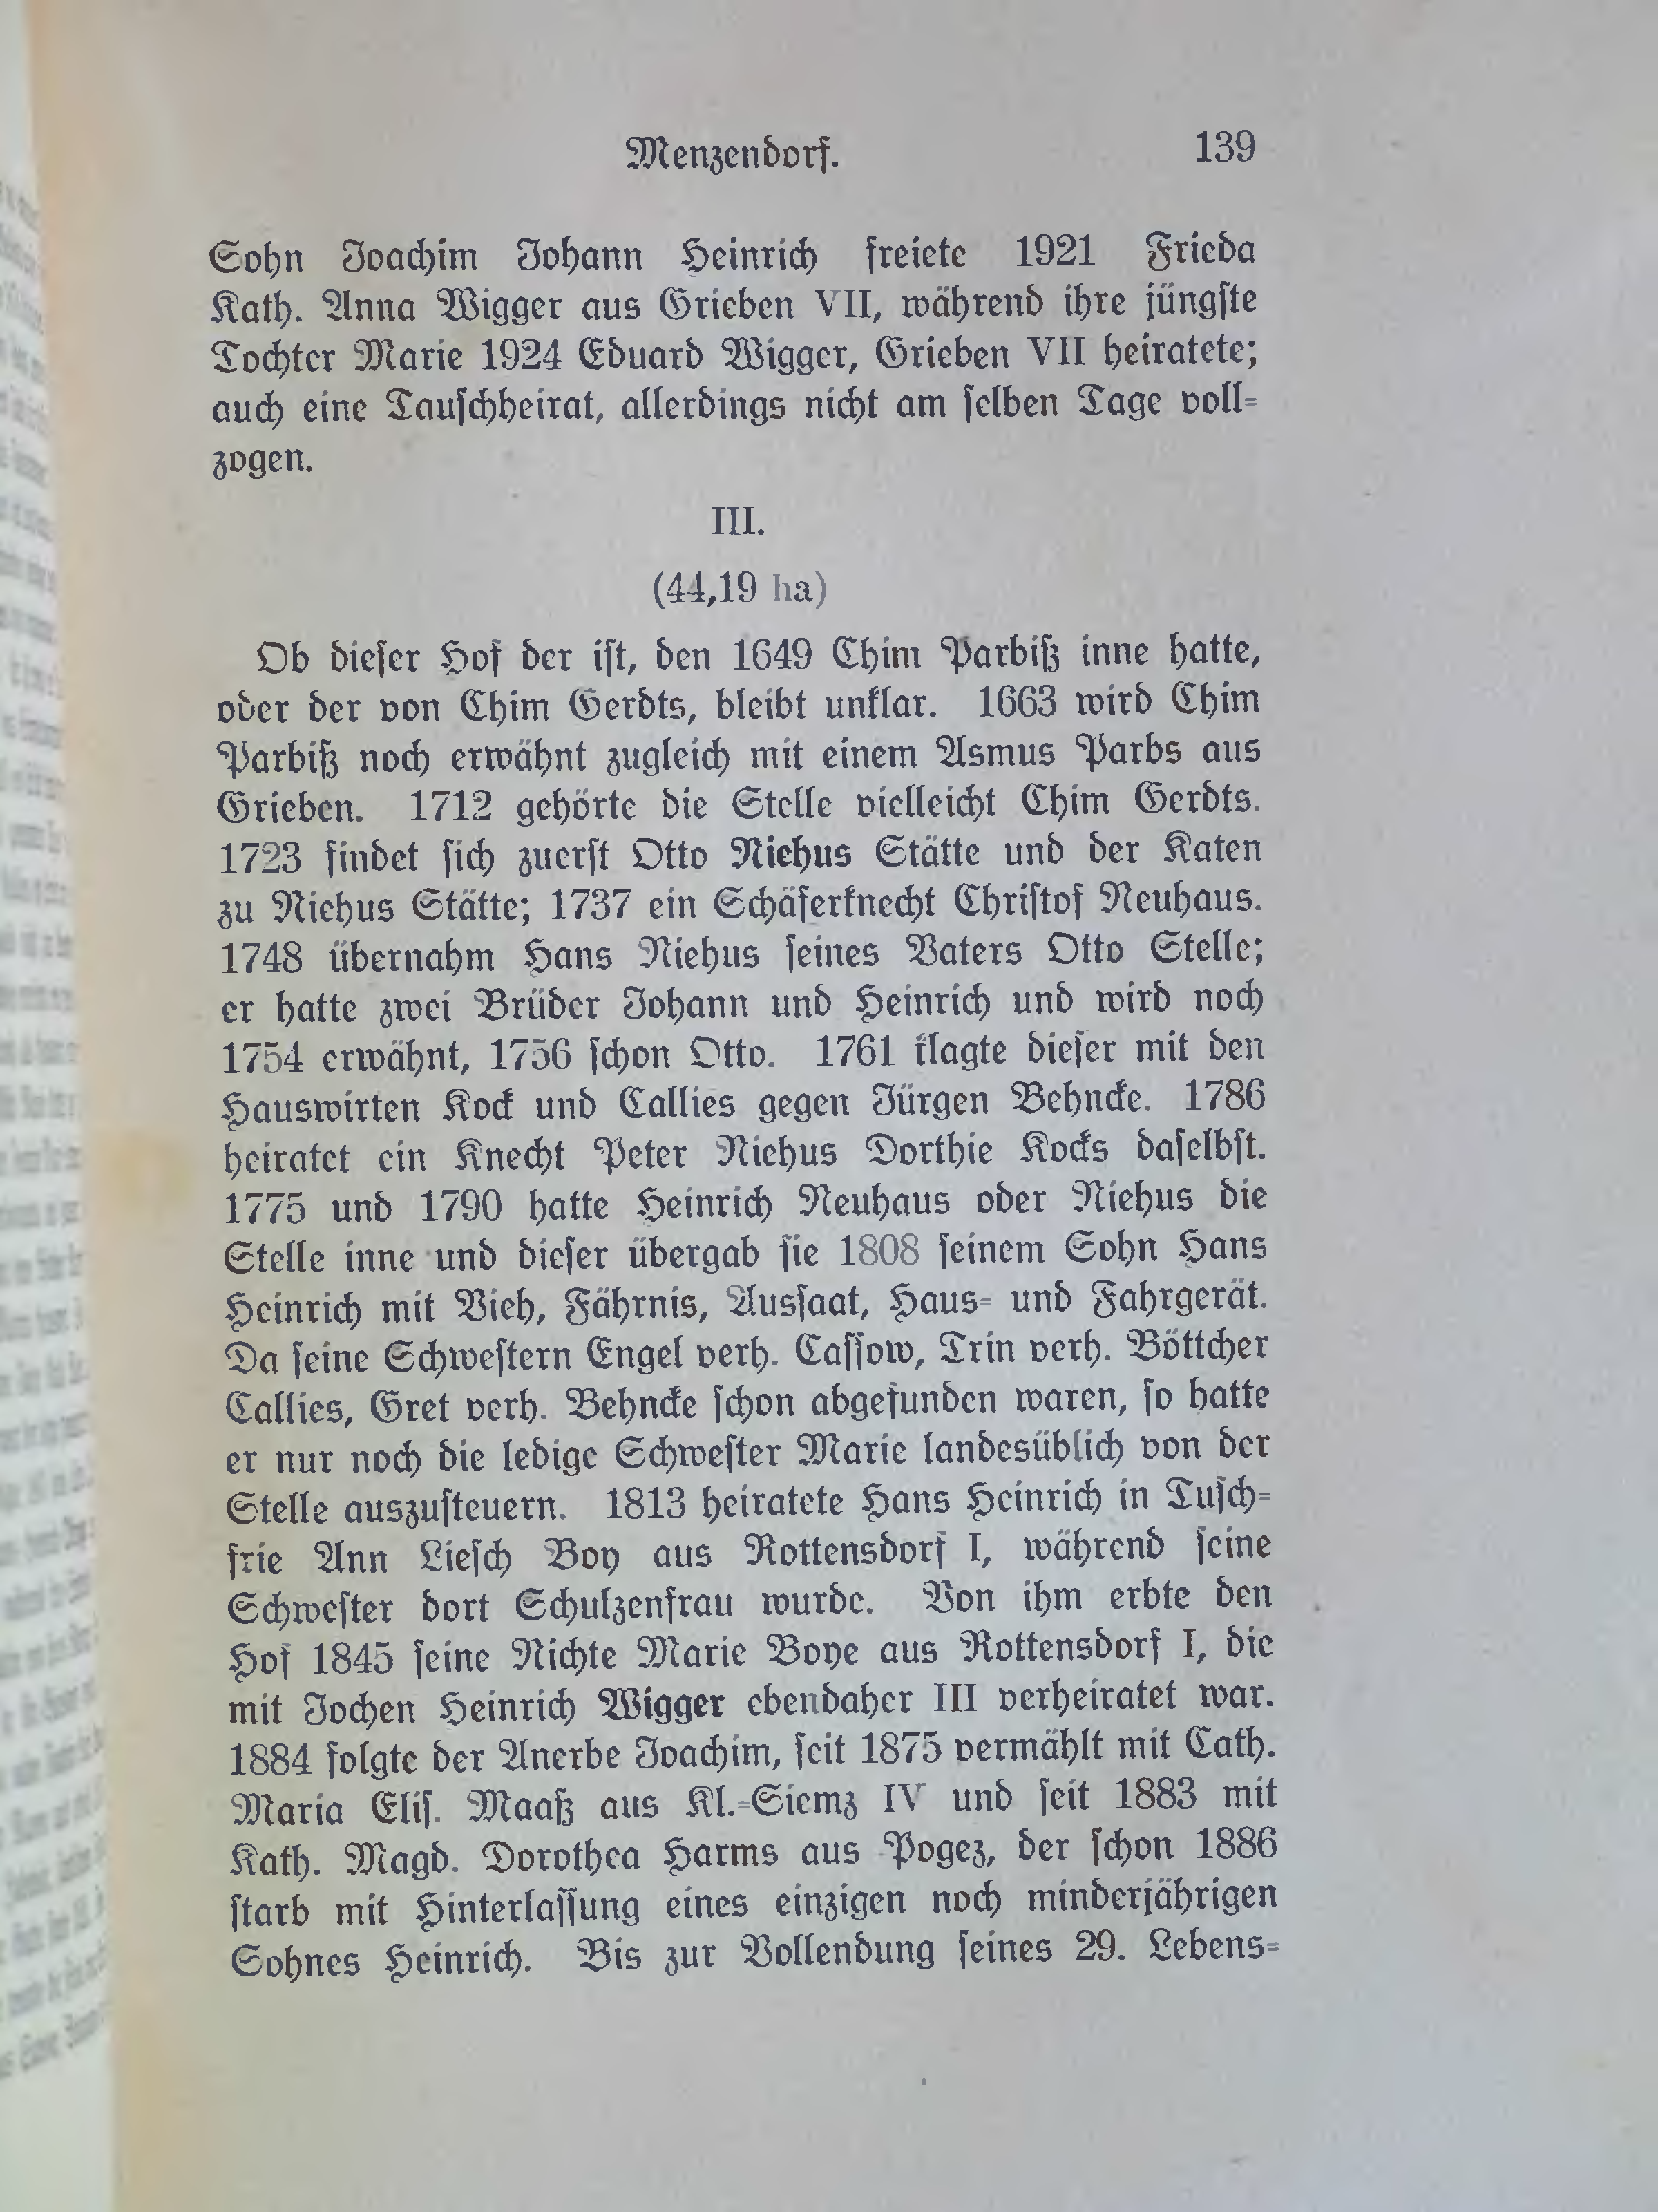 Menzendorf. 139
Sohn Joachim Johann Heinrich freiete 1921 Frieda
Kath. Anna Wigger aus Grieben VII, während ihre jüngſte
Tochter Marie 1924 Eduard Wigger, Grieben VII heiratete;
auch eine Tauſchheirat, allerdings nicht am ſelben Tage voll-
zogen.
III.
(44,19 ha)
Ob dieſer Hof der iſt, den 1649 Chim Parbiß inne hatte,
oder der von Chim Gerdts, bleibt unklar. 1663 wird Chim
Parbiß noch erwähnt zugleich mit einem Asmus Parbs aus
Grieben. 1712 gehörte die Stelle vielleicht Chim Gerdts.
1723 findet ſich zuerſt Otto Niehus Stätte und der Katen
zu Niehus Stätte; 1737 ein Schäferknecht Chriſtof Neuhaus.
1748 übernahm Hans Niehus ſeines Vaters Otto Stelle;
er hatte zwei Brüder Johann und Heinrich und wird noch
1754 erwähnt, 1756 ſchon Otto. 1761 klagte dieſer mit den
Hauswirten Kock und Callies gegen Jürgen Behncke. 1786
heiratet ein Knecht Peter Niehus Dorthie Kocks daſelbſt.
1775 und 1790 hatte Heinrich Neuhaus oder Niehus die
Stelle inne und dieſer übergab ſie 1808 ſeinem Sohn Hans
Heinrich mit Vieh, Fährnis, Ausſaat, Haus- und Fahrgerät.
Da ſeine Schweſtern Engel verh. Caſſow, Trin verh. Böttcher
Callies, Gret verh. Behncke ſchon abgefunden waren, ſo hatte
er nur noch die ledige Schweſter Marie landesüblich von der
Stelle auszuſteuern. 1813 heiratete Hans Heinrich in Tuſch-
frie Ann Lieſch Boy aus Rottensdorf I, während ſeine
Schweſter dort Schulzenfrau wurde. Von ihm erbte den
Hof 1845 ſeine Nichte Marie Boye aus Rottensdorf I, die
mit Jochen Heinrich Wigger ebendaher III verheiratet war.
1884 folgte der Anerbe Joachim, ſeit 1875 vermählt mit Cath.
Maria Eliſ. Maaß aus Kl.-Siemz IV und ſeit 1883 mit
Kath. Magd. Dorothea Harms aus Pogez, der ſchon 1886
ſtarb mit Hinterlaſſung eines einzigen noch minderjährigen
Sohnes Heinrich. Bis zur Vollendung ſeines 29. Lebens-